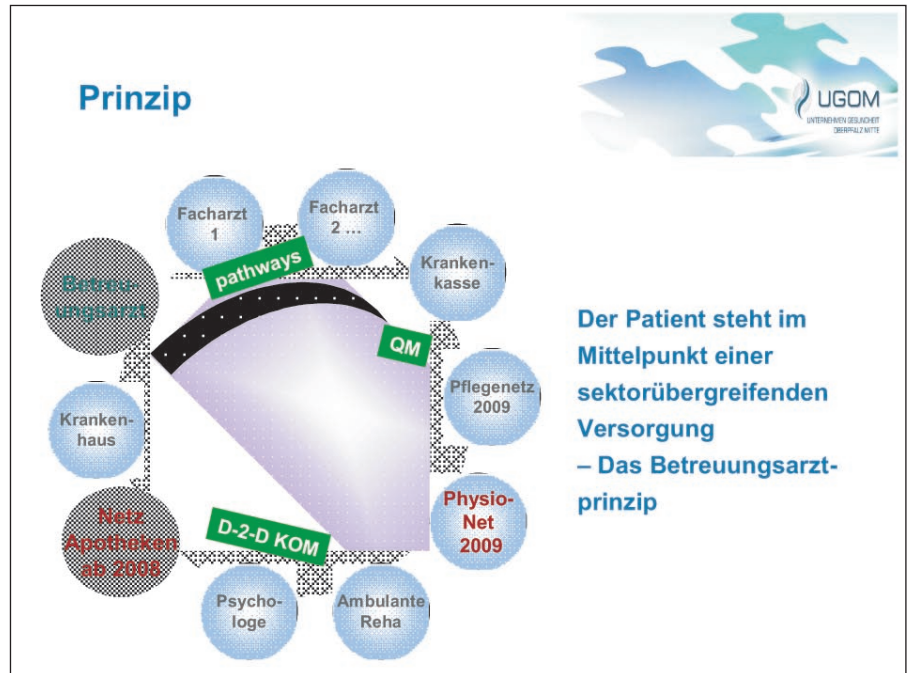 Prinzip
UGOM
UNTERNEHMEN GESUNDHEIT
OBERPFALZ MITTE
Facharzt
1
Facharzt
2 ...
pathways
Kranken-
kasse
Betreu-
ungsarzt
QM
Pflegenetz
2009
Kranken-
haus
Physio-
Net
2009
Netz
Apotheken
ab 2008
D-2-D KOM
Psycho-
loge
Ambulante
Reha
Der Patient steht im
Mittelpunkt einer
sektorübergreifenden
Versorgung
– Das Betreuungsarzt-
prinzip